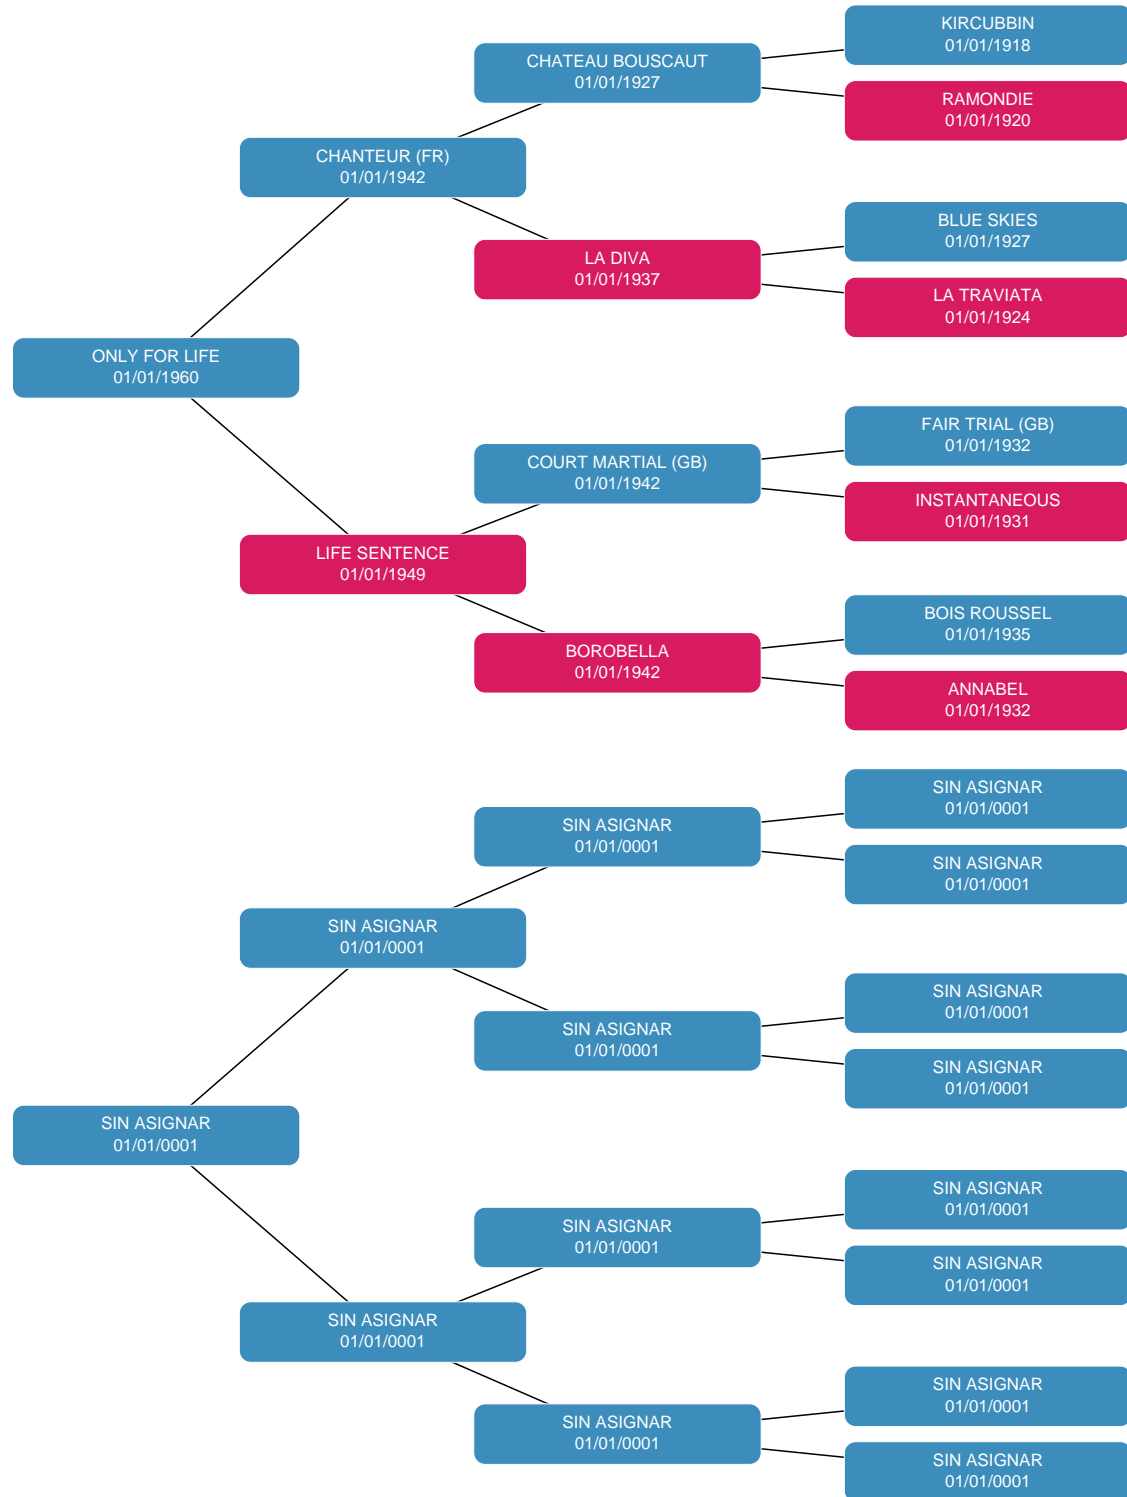 KIRCUBBIN
01/01/1918
CHATEAU BOUSCAUT
01/01/1927
RAMONDIE
01/01/1920
CHANTEUR (FR)
01/01/1942
BLUE SKIES
01/01/1927
LA DIVA
01/01/1937
LA TRAVIATA
01/01/1924
ONLY FOR LIFE
01/01/1960
FAIR TRIAL (GB)
01/01/1932
COURT MARTIAL (GB)
01/01/1942
INSTANTANEOUS
01/01/1931
LIFE SENTENCE
01/01/1949
BOIS ROUSSEL
01/01/1935
BOROBELLA
01/01/1942
ANNABEL
01/01/1932
SIN ASIGNAR
01/01/0001
SIN ASIGNAR
01/01/0001
SIN ASIGNAR
01/01/0001
SIN ASIGNAR
01/01/0001
SIN ASIGNAR
01/01/0001
SIN ASIGNAR
01/01/0001
SIN ASIGNAR
01/01/0001
SIN ASIGNAR
01/01/0001
SIN ASIGNAR
01/01/0001
SIN ASIGNAR
01/01/0001
SIN ASIGNAR
01/01/0001
SIN ASIGNAR
01/01/0001
SIN ASIGNAR
01/01/0001
SIN ASIGNAR
01/01/0001
SIN ASIGNAR
01/01/0001